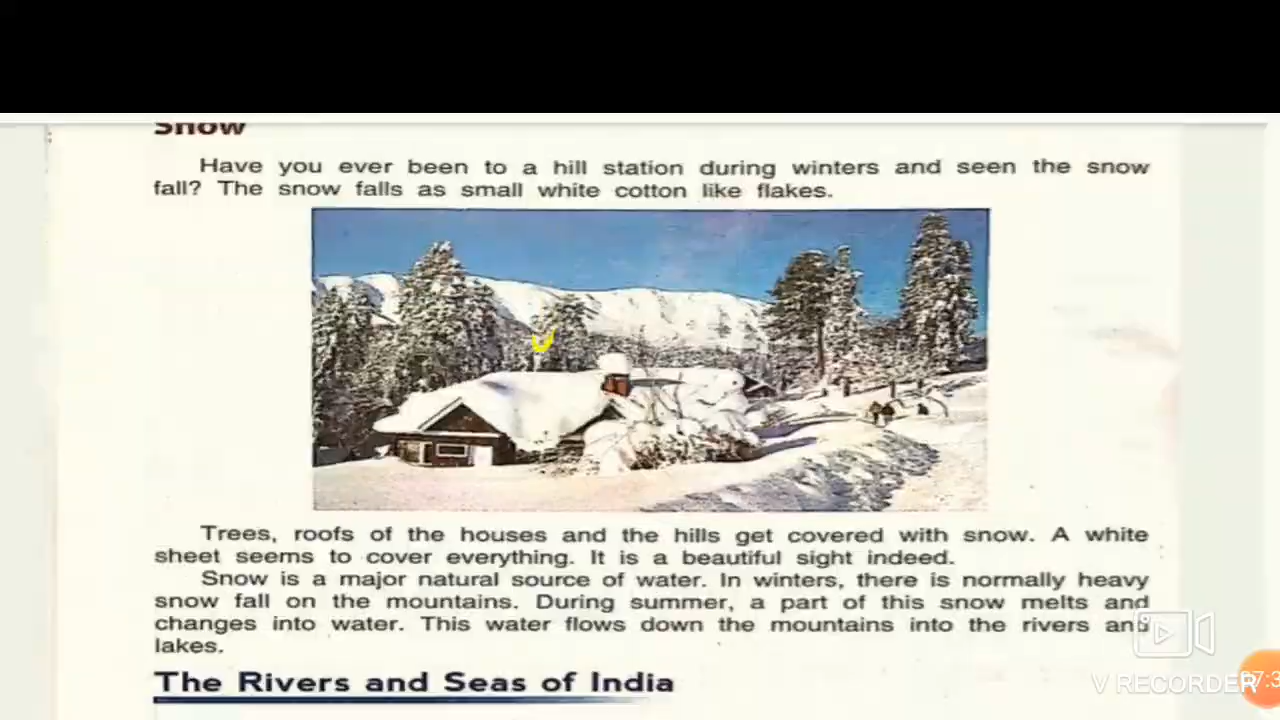 Snow
Have you ever been to a hill station during winters and seen the snow
fall? The snow falls as small white cotton like flakes.
Trees, roofs of the houses and the hills get covered with snow. A white
sheet seems to cover everything. It is a beautiful sight indeed.
Snow is a major natural source of water. In winters, there is normally heavy
snow fall on the mountains. During summer, a part of this snow melts and
changes into water. This water flows down the mountains into the rivers and
lakes.
The Rivers and Seas of India
V RECORDER